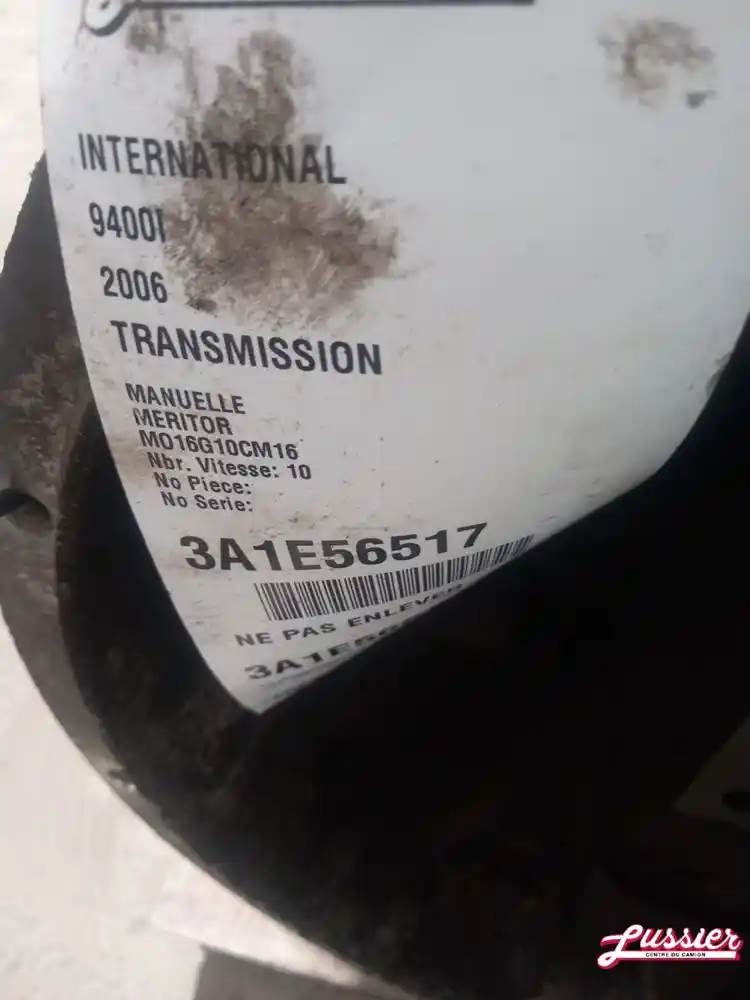 INTERNATIONAL
9400I
2006
TRANSMISSION
MANUELLE
MERITOR
MO16G10CM16
Nbr. Vitesse: 10
No Piece:
No Serie:
3A1E56517
NE PAS ENLEVER
Lussier
CENTRE DU CAMION